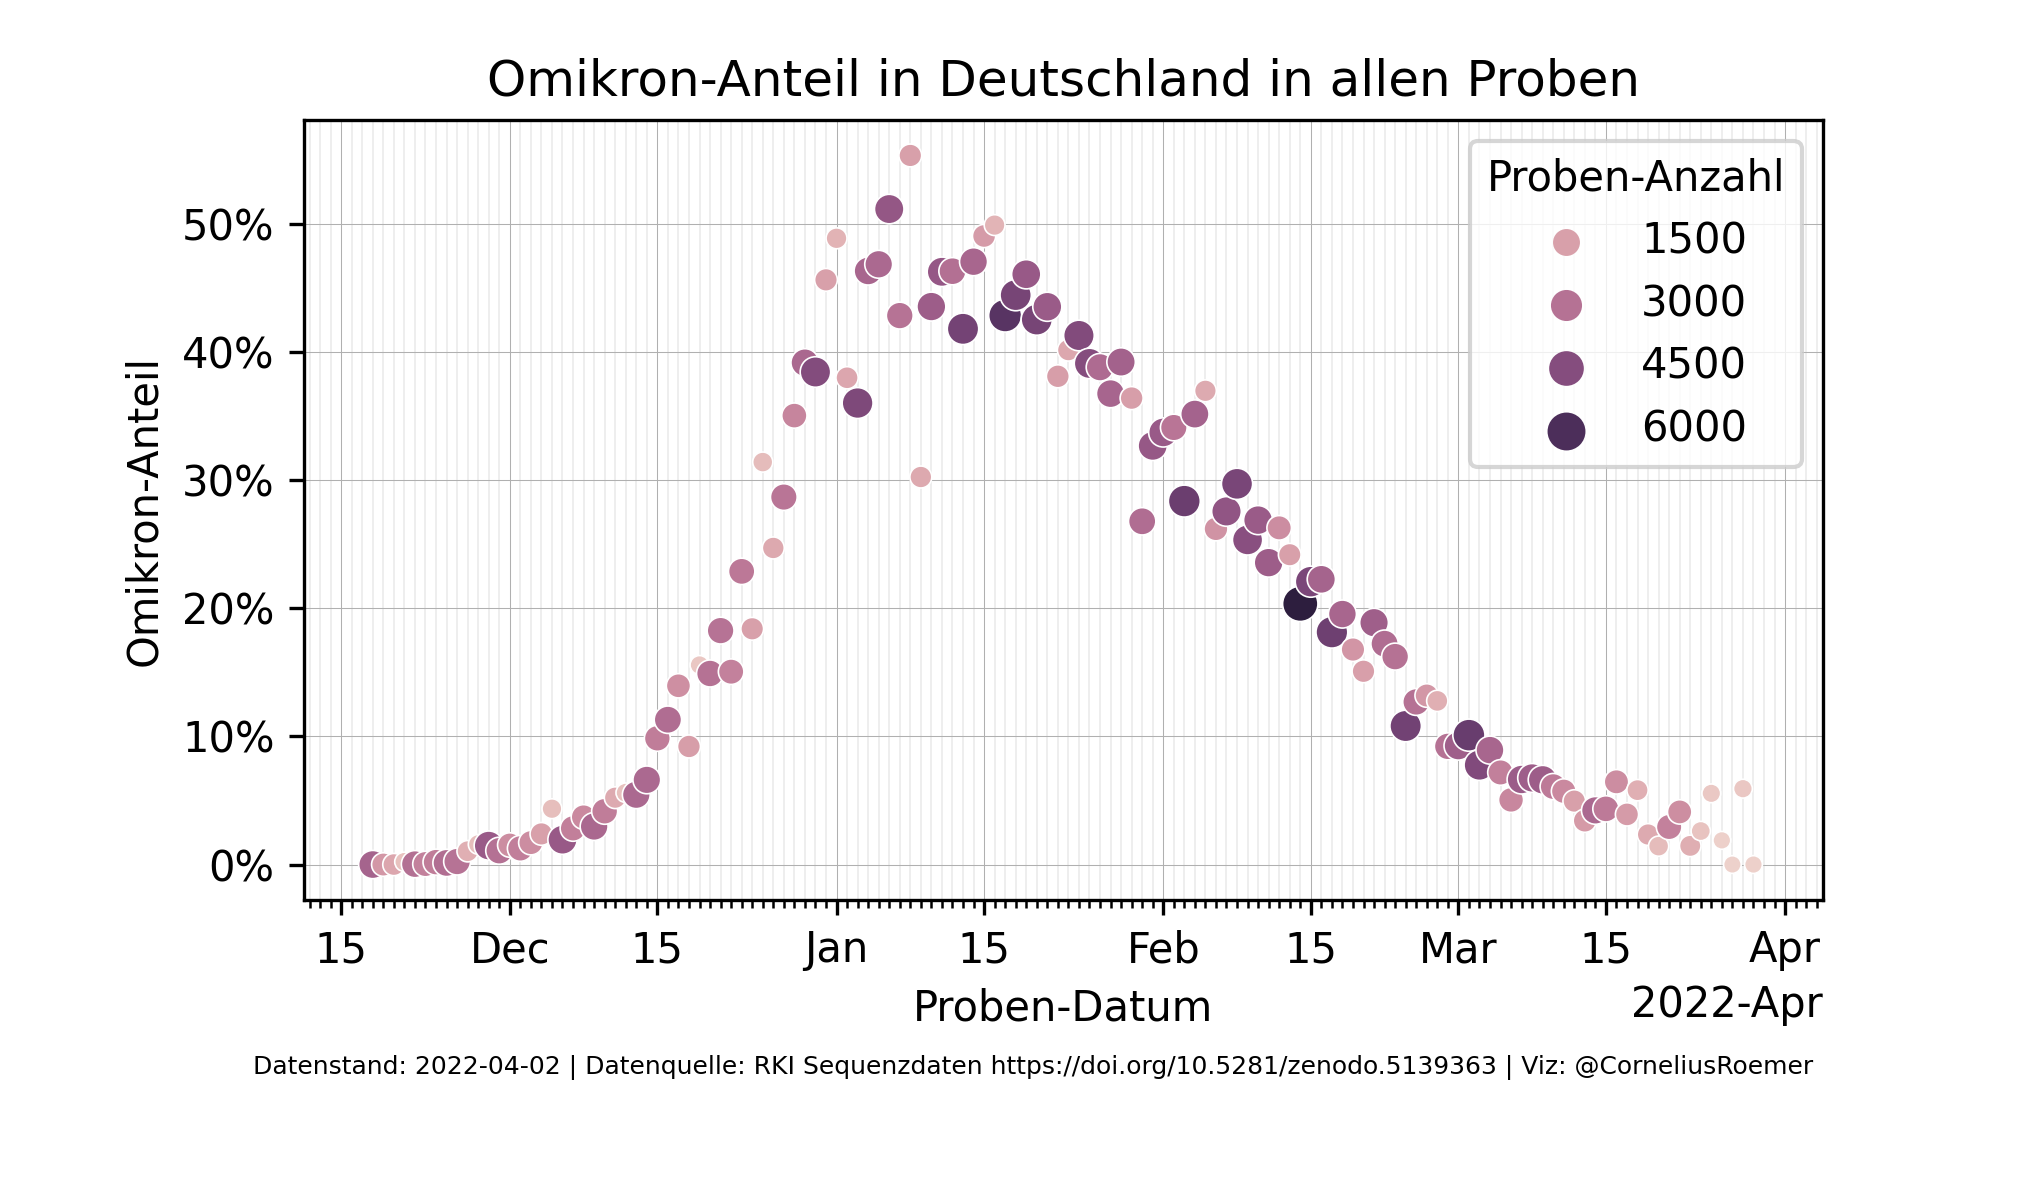 Omikron-Anteil in Deutschland in allen Proben
Proben-Anzahl
1500
3000
4500
6000
50%
40%
30%
20%
10%
0%
Omikron-Anteil
15 Dec 15 Jan 15 Feb 15 Mar 15 Apr
Proben-Datum
2022-Apr
Datenstand: 2022-04-02 | Datenquelle: RKI Sequenzdaten https://doi.org/10.5281/zenodo.5139363 | Viz: @CorneliusRoemer